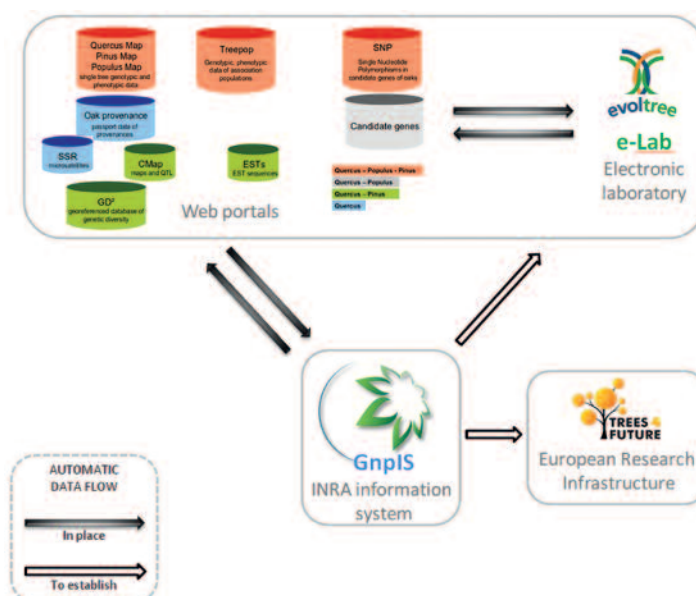 Quercus Map
Pinus Map
Populus Map
single tree genotypic and
phenotypic data
Treepop
Genotypic, phenotypic
data of association
populations
SNP
Single Nucleotide
Polymorphisms in
candidate genes of oaks
Oak provenance
passport data of
provenances
Candidate genes
SSR
microsatellites
CMap
maps and QTL
ESTs
EST sequences
GD²
georeferenced database of
genetic diversity
Web portals
Quercus – Populus - Pinus
Quercus – Populus
Quercus – Pinus
Quercus
evoltree
e-Lab
Electronic
laboratory
GnpIS
INRA information
system
TREES 4
FUTURE
European Research
Infrastructure
AUTOMATIC
DATA FLOW
In place
To establish